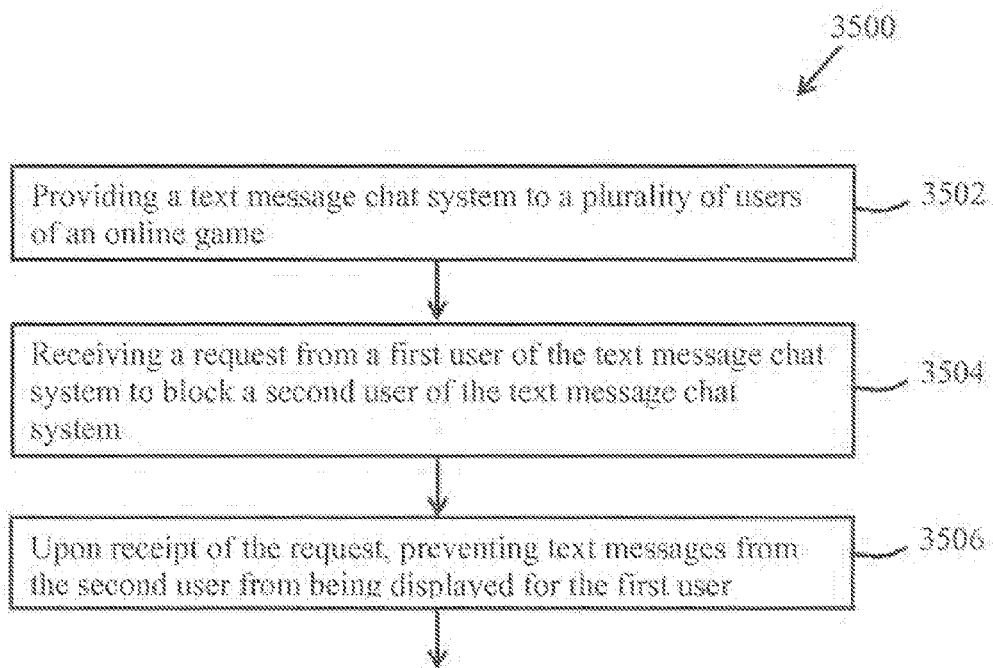 3500
Providing a text message chat system to a plurality of users
of an online game
3502
Receiving a request from a first user of the text message chat
system to block a second user of the text message chat
system
3504
Upon receipt of the request, preventing text messages from
the second user from being displayed for the first user
3506